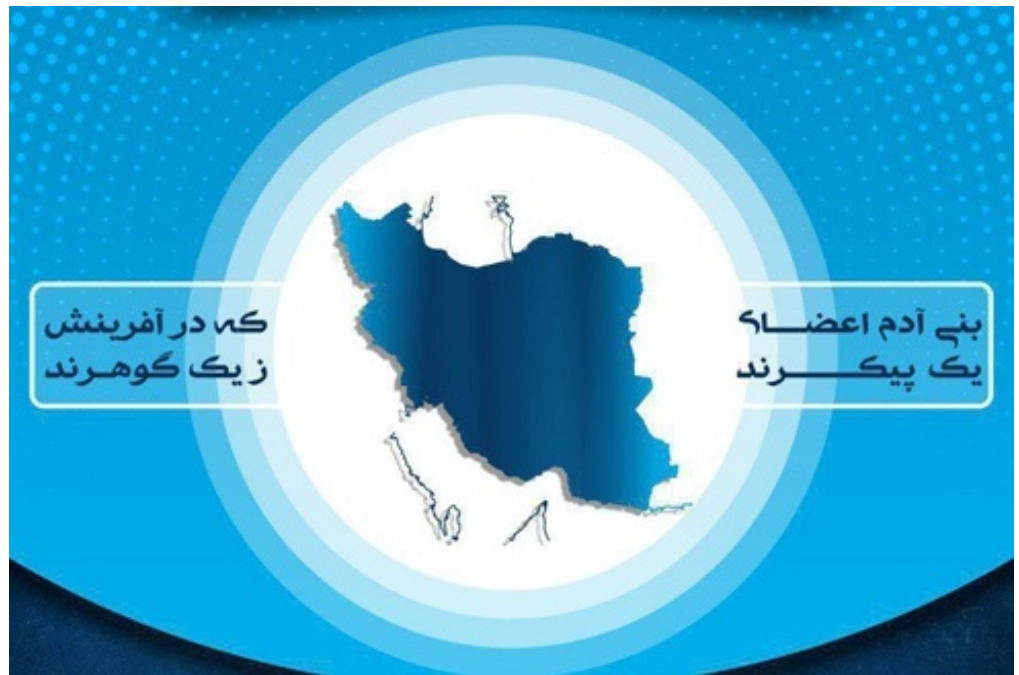 بنی آدم اعضای
یک پیکرند
که در آفرینش
ز یک گوهرند